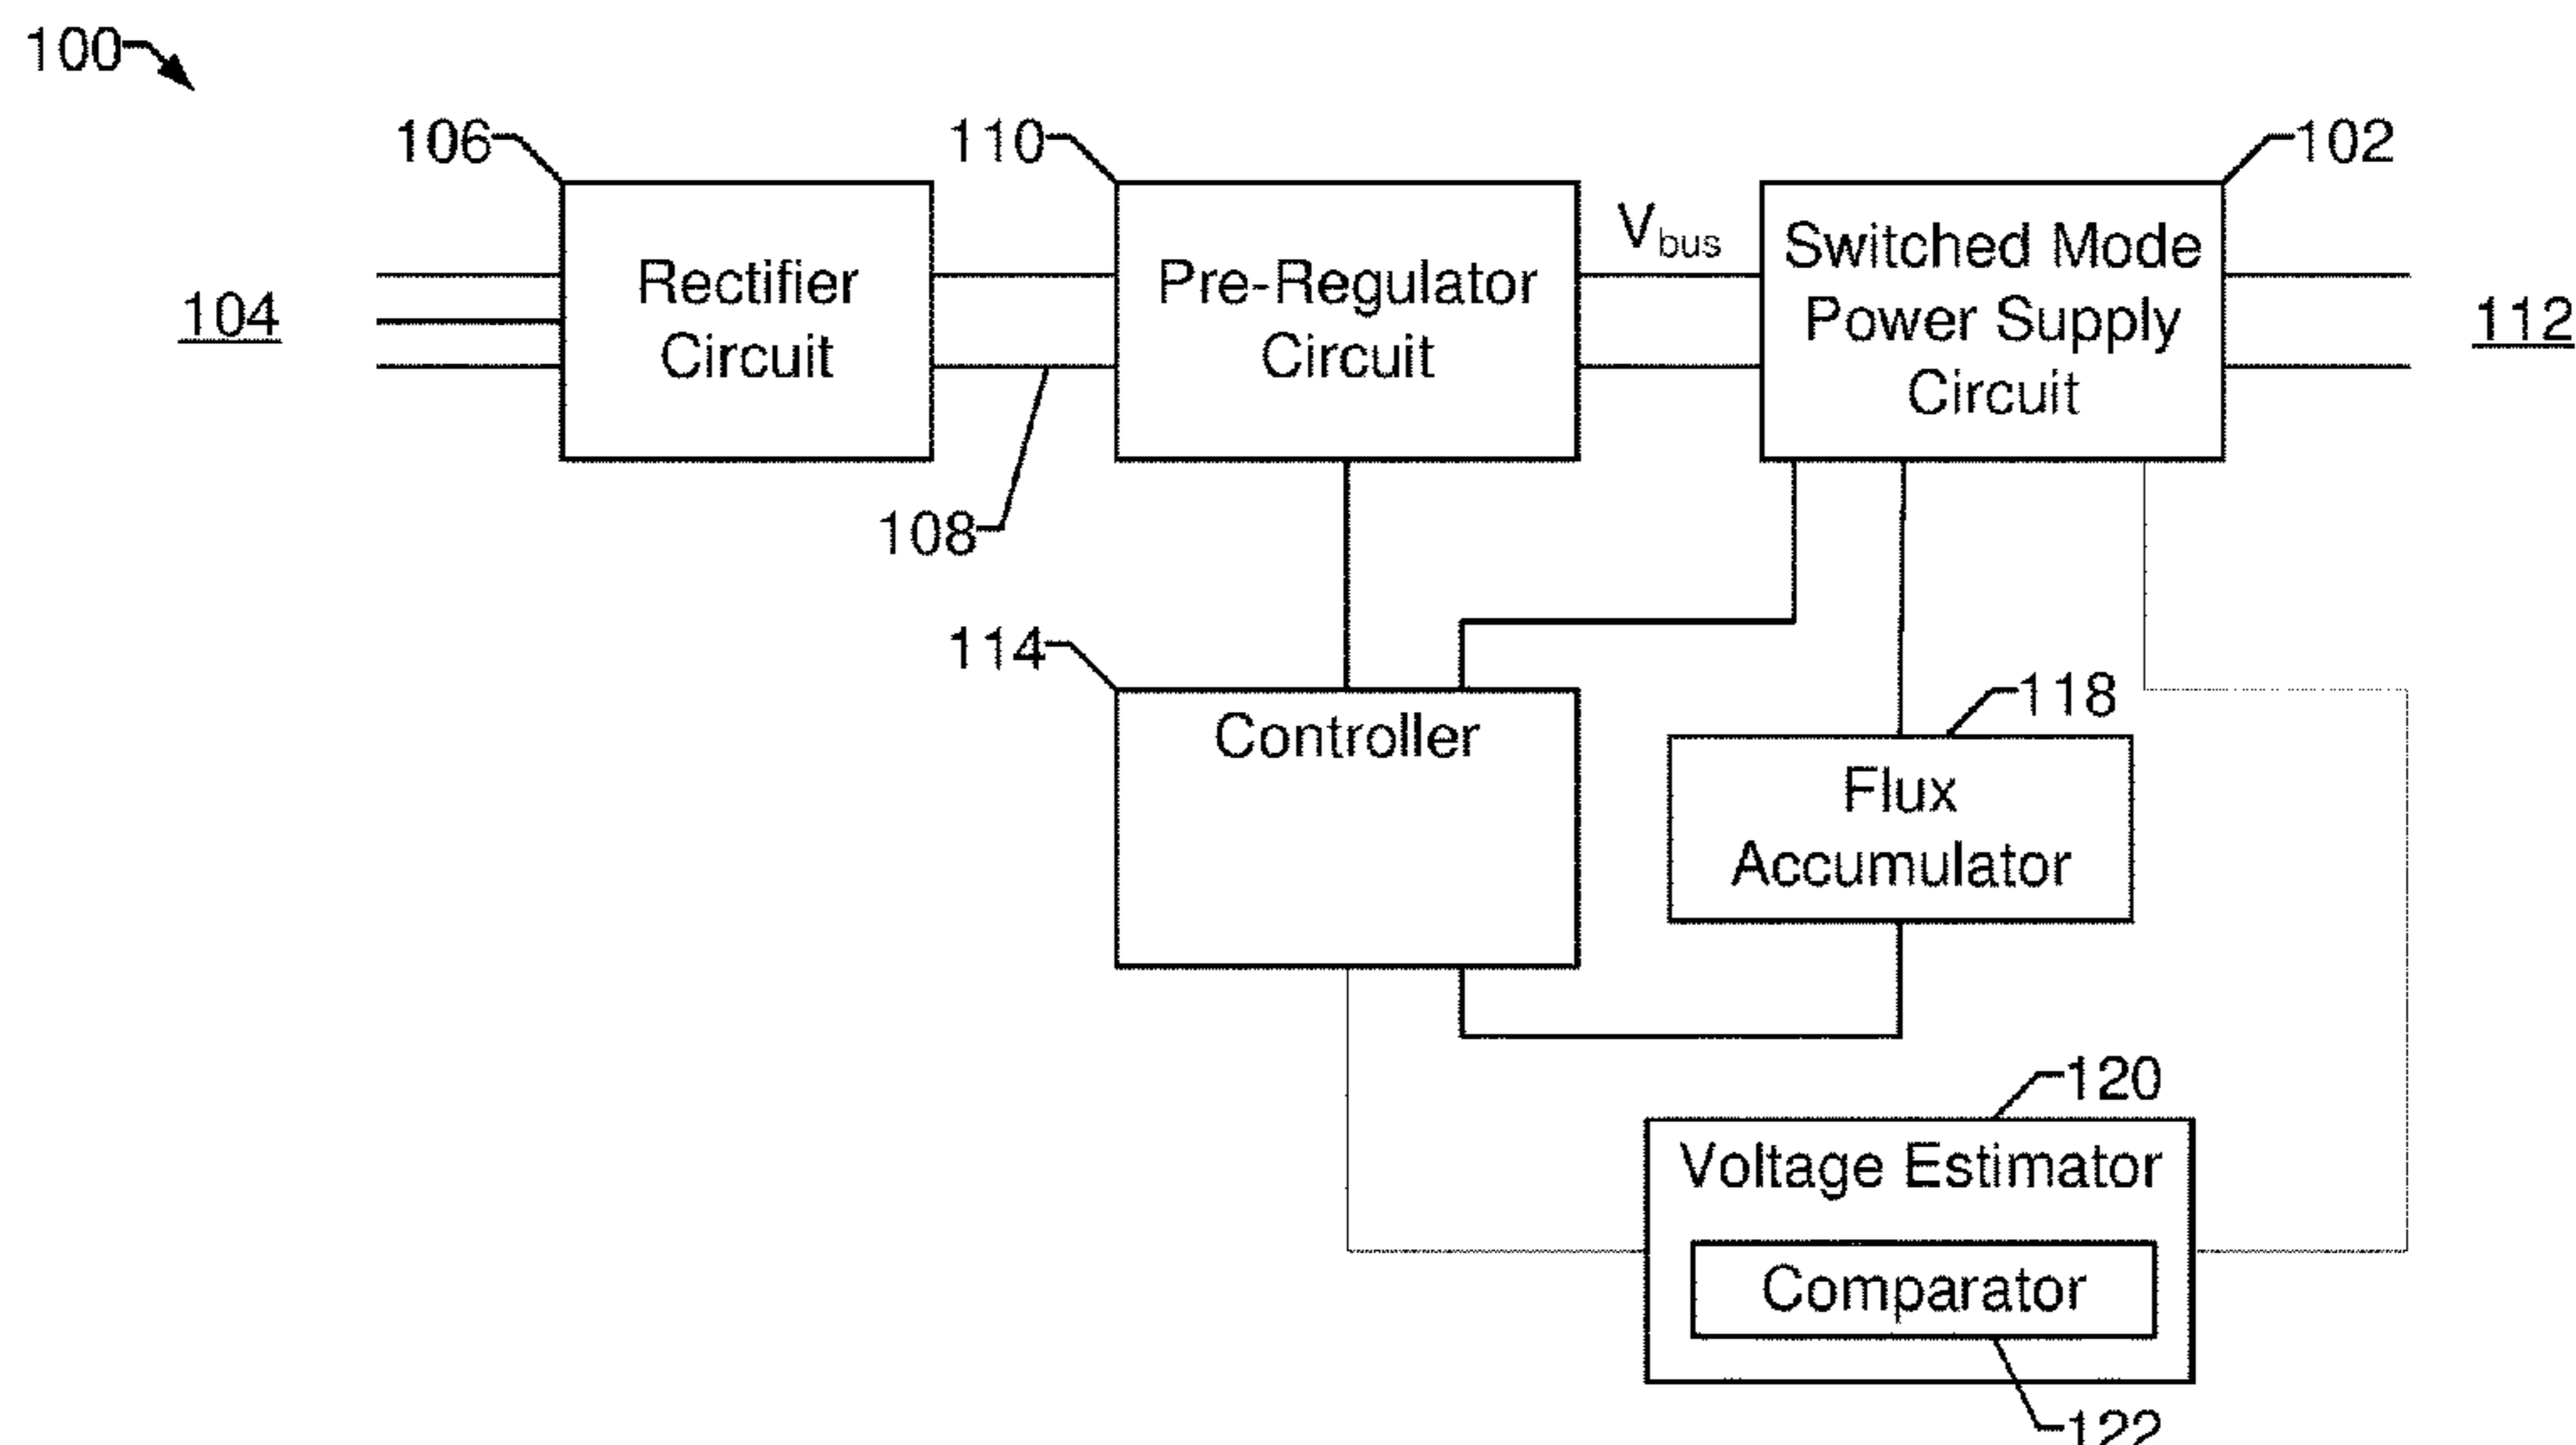 100
106
110
102
V_bus
Rectifier
Circuit
Pre-Regulator
Circuit
Switched Mode
Power Supply
Circuit
104
112
108
114
Controller
118
Flux
Accumulator
120
Voltage Estimator
Comparator
122